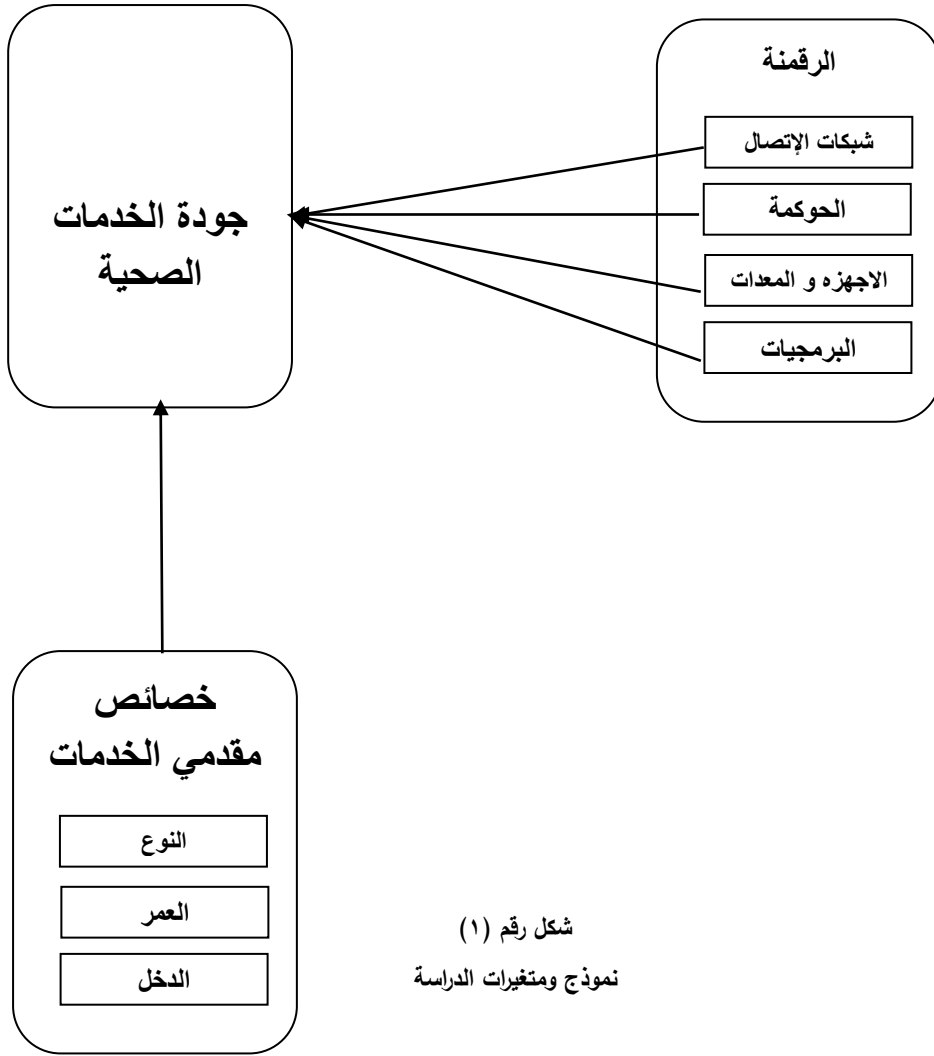 الرقمنة
شبكات الإتصال
الحوكمة
الاجهزه و المعدات
البرمجيات
جودة الخدمات
الصحية
خصائص
مقدمي الخدمات
النوع
العمر
الدخل
شكل رقم (١)
نموذج ومتغيرات الدراسة